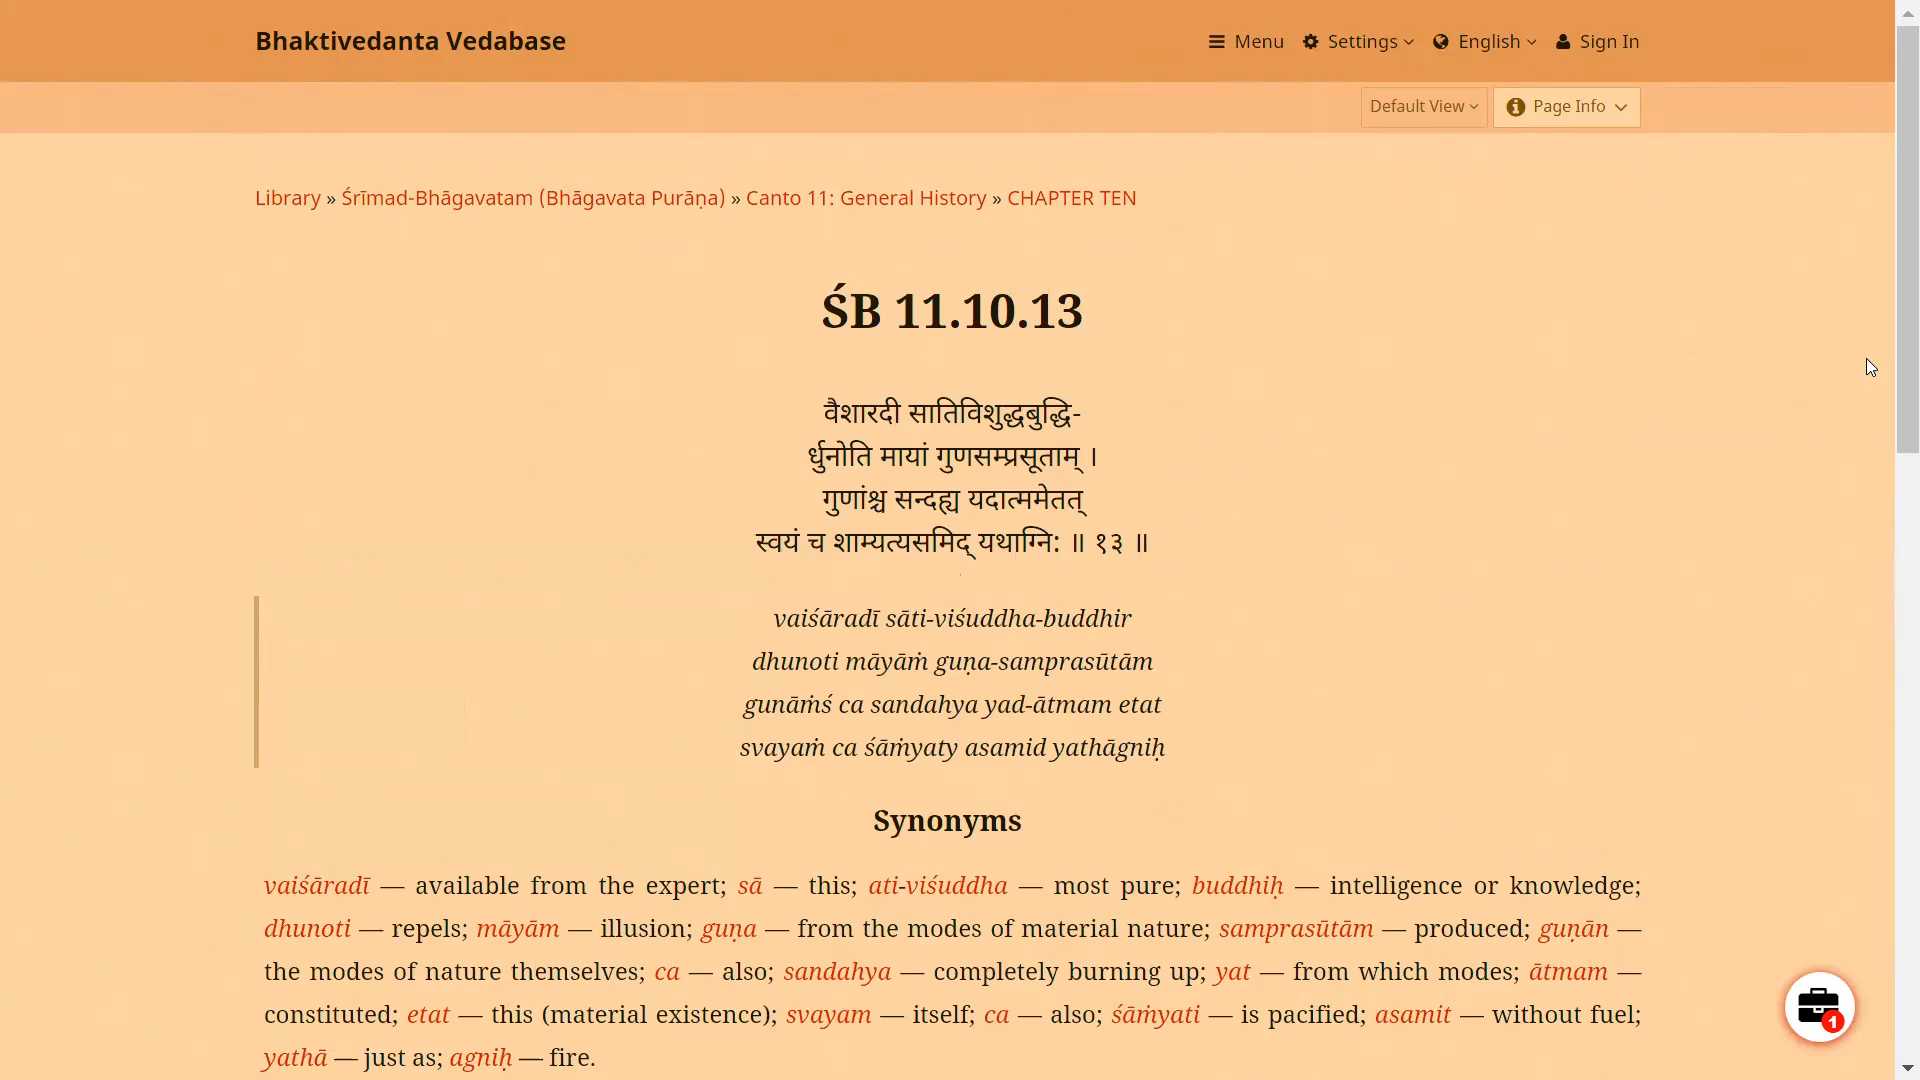 Bhaktivedanta Vedabase
Menu Settings English Sign In
Default View Page Info
Library » Śrīmad-Bhāgavatam (Bhāgavata Purāṇa) » Canto 11: General History » CHAPTER TEN
ŚB 11.10.13
वैशारदी सातिविशुद्धबुद्धि-
र्धुनोति मायां गुणसम्प्रसूताम् ।
गुणांश्च सन्दह्य यदात्ममेतत्
स्वयं च शाम्यत्यसमिद् यथाग्नि: ॥ १३ ॥
vaiśāradī sāti-viśuddha-buddhir
dhunoti māyāṁ guṇa-samprasūtām
gunāṁś ca sandahya yad-ātmam etat
svayaṁ ca śāṁyaty asamid yathāgniḥ
Synonyms
vaiśāradī — available from the expert; sā — this; ati-viśuddha — most pure; buddhiḥ — intelligence or knowledge;
dhunoti — repels; māyām — illusion; guṇa — from the modes of material nature; samprasūtām — produced; guṇān —
the modes of nature themselves; ca — also; sandahya — completely burning up; yat — from which modes; ātmam —
constituted; etat — this (material existence); svayam — itself; ca — also; śāṁyati — is pacified; asamit — without fuel;
yathā — just as; agniḥ — fire.
1